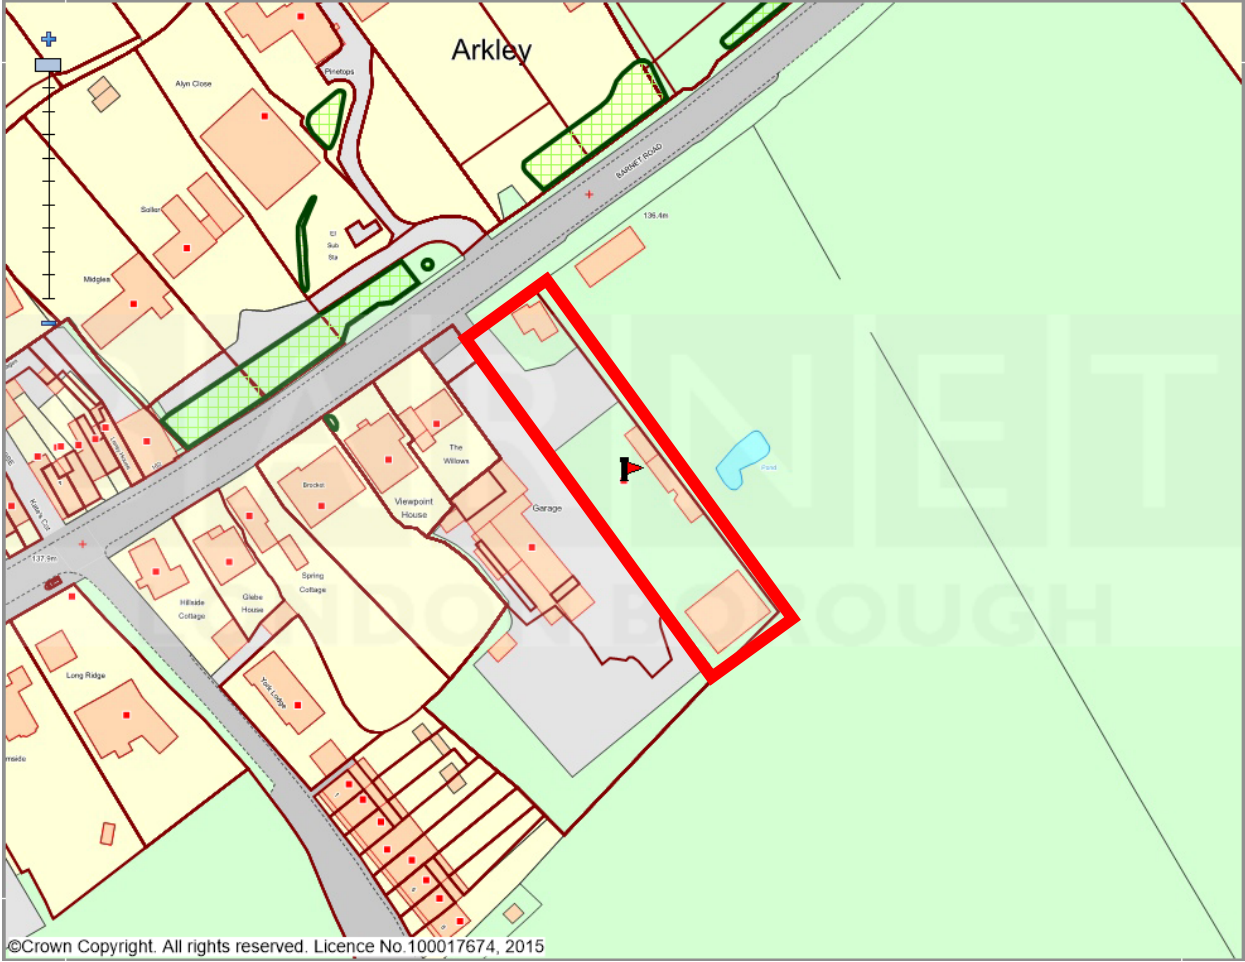 Arkley
Pinetops
Alyn Close
BARNET ROAD
136.4m
Soller
El
Sub
Sta
Midglen
BARNET
LONDON BOROUGH
The
Willows
Brocket
Viewpoint
House
Garage
Pond
137.9m
Spring
Cottage
Glebe
House
Hillside
Cottage
Long Ridge
York Lodge
©Crown Copyright. All rights reserved. Licence No.100017674, 2015